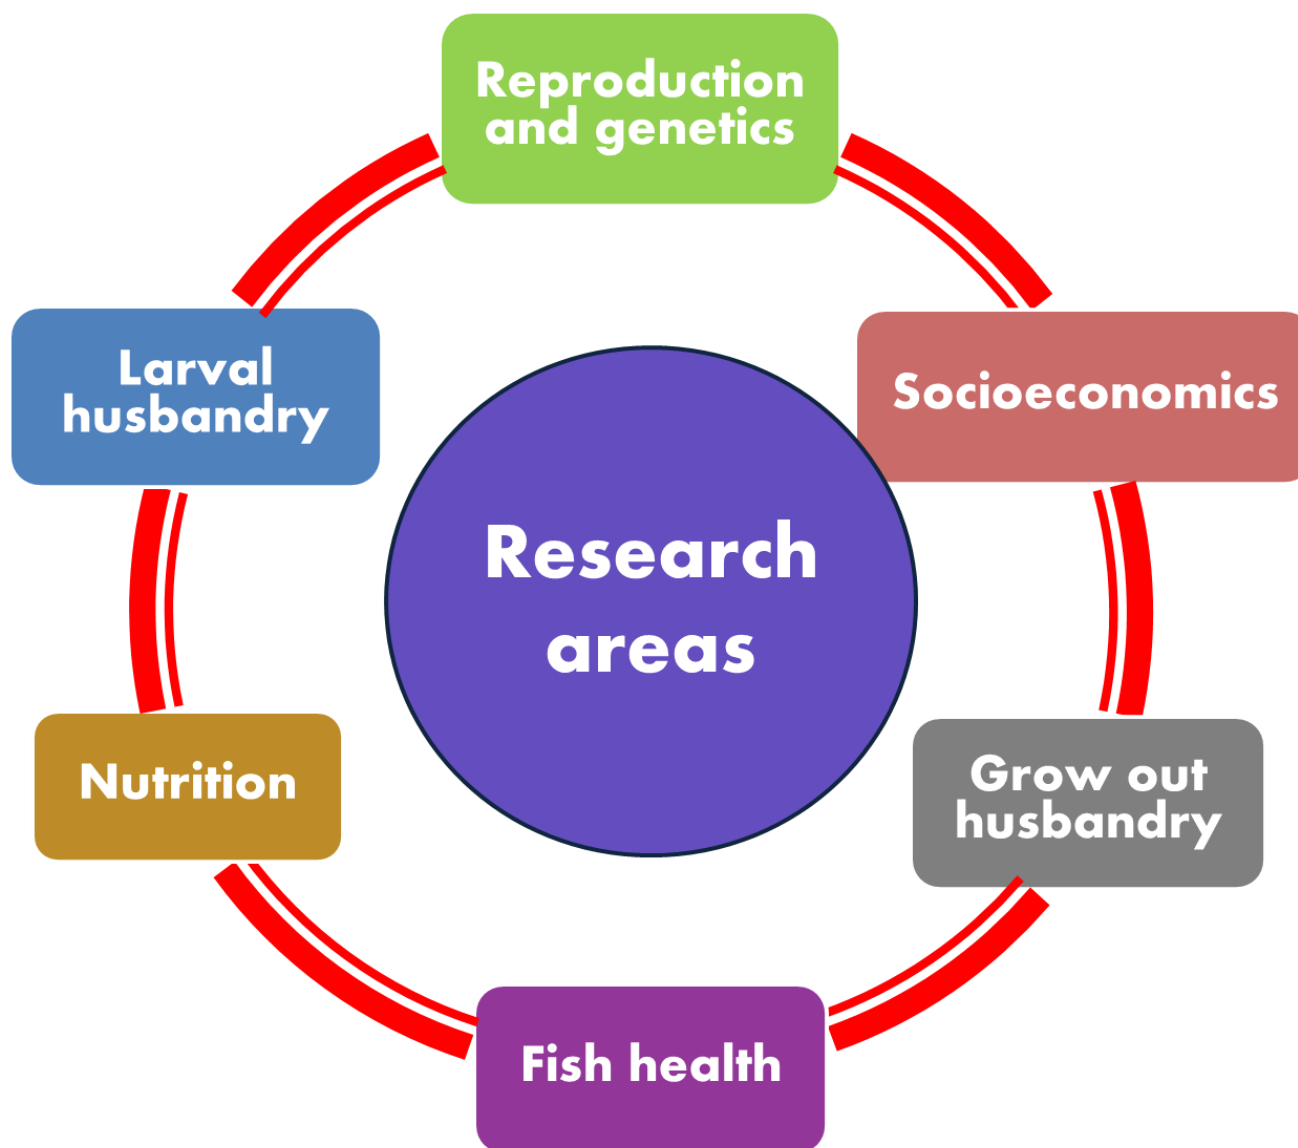 Reproduction
and genetics
Larval
husbandry
Socioeconomics
Research
areas
Nutrition
Grow out
husbandry
Fish health